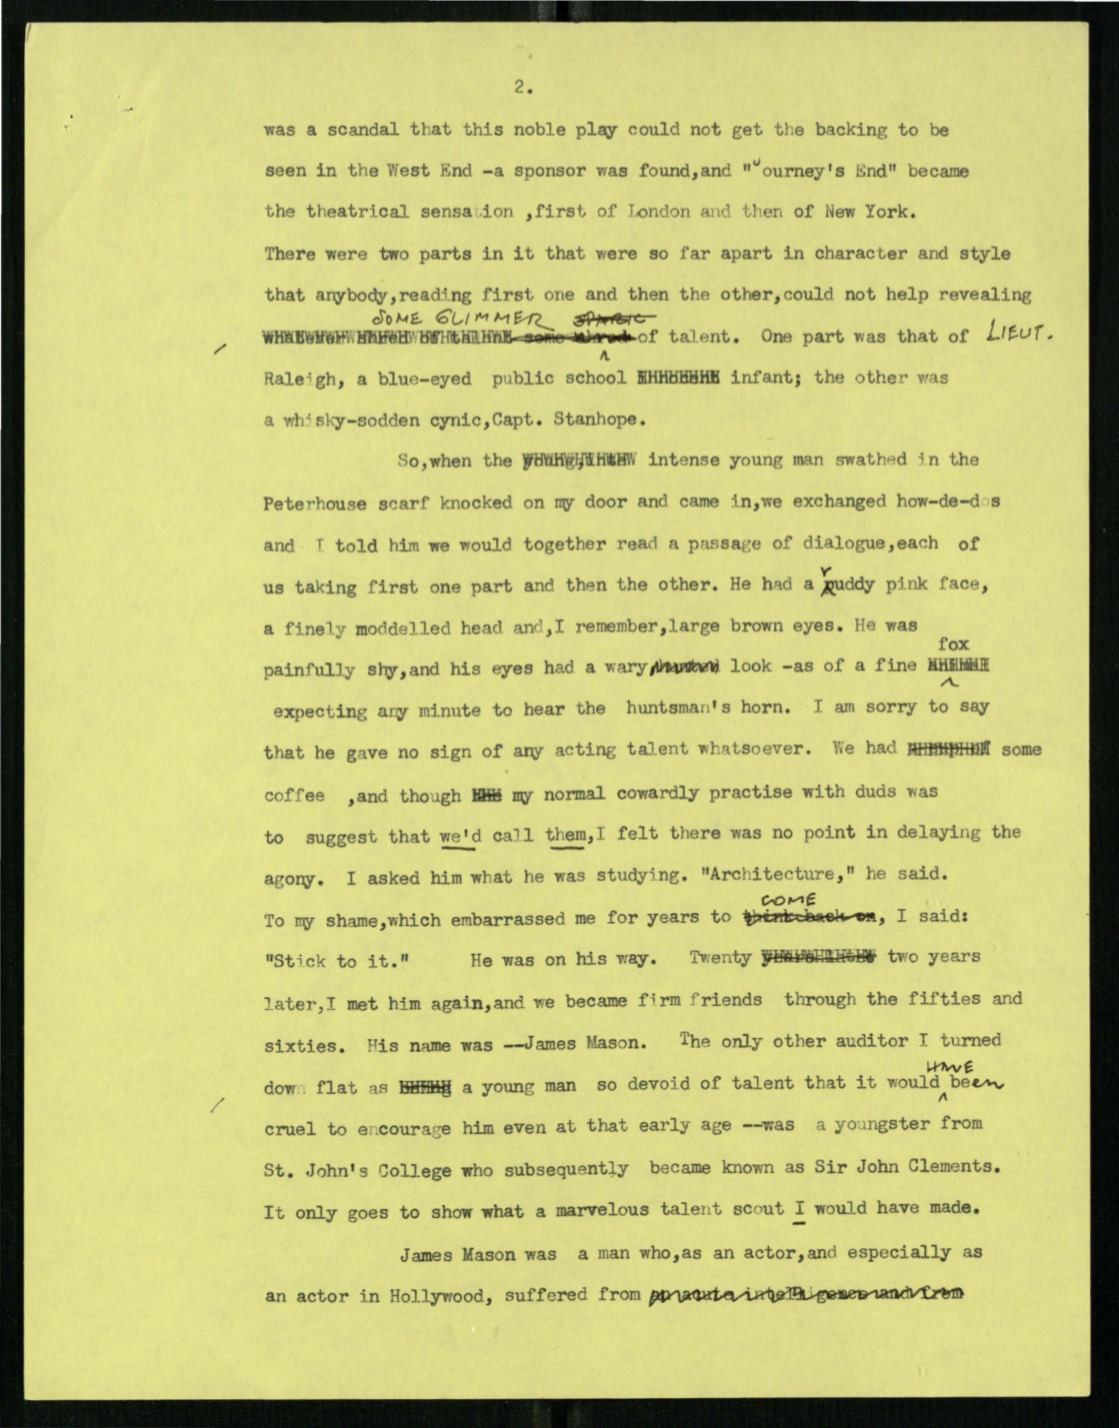 2.
was a scandal that this noble play could not get the backing to be
seen in the West End -a sponsor was found,and "Journey's End" became
the theatrical sensation ,first of London and then of New York.
There were two parts in it that were so far apart in character and style
that anybody,reading first one and then the other,could not help revealing
SOME GLIMMER SPARK
whatever shred of talent some shred of talent. One part was that of LIEUT.
Raleigh, a blue-eyed public school infant; the other was
a whisky-sodden cynic,Capt. Stanhope.
So,when the intense young man swathed in the
Peterhouse scarf knocked on my door and came in,we exchanged how-de-dos
and I told him we would together read a passage of dialogue,each of
us taking first one part and then the other. He had a ruddy pink face,
a finely moddelled head and,I remember,large brown eyes. He was
fox
painfully shy,and his eyes had a wary,hunted look -as of a fine
expecting any minute to hear the huntsman's horn. I am sorry to say
that he gave no sign of any acting talent whatsoever. We had some
coffee ,and though my normal cowardly practise with duds was
to suggest that we'd call them,I felt there was no point in delaying the
agony. I asked him what he was studying. "Architecture," he said.
COME
To my shame,which embarrassed me for years to think back on, I said:
"Stick to it." He was on his way. Twenty two years
later,I met him again,and we became firm friends through the fifties and
sixties. His name was --James Mason. The only other auditor I turned
HAVE
down flat as a young man so devoid of talent that it would been
cruel to encourage him even at that early age --was a youngster from
St. John's College who subsequently became known as Sir John Clements.
It only goes to show what a marvelous talent scout I would have made.
James Mason was a man who,as an actor,and especially as
an actor in Hollywood, suffered from an acute intelligence and from